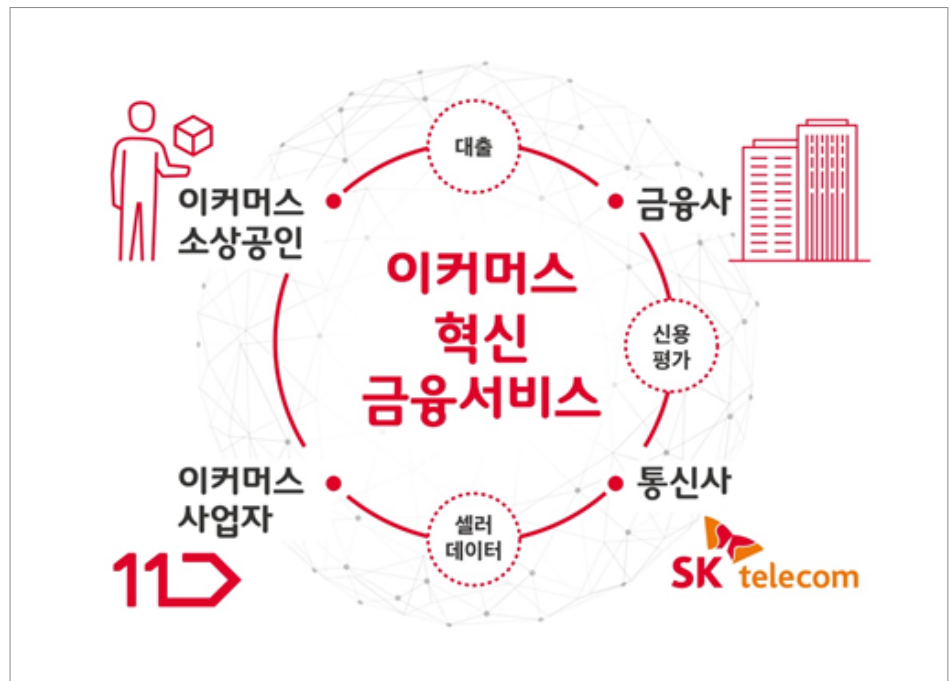 대출
이커머스
소상공인
금융사
이커머스
혁신
금융서비스
신용
평가
이커머스
사업자
통신사
셀러
데이터
11
SK telecom